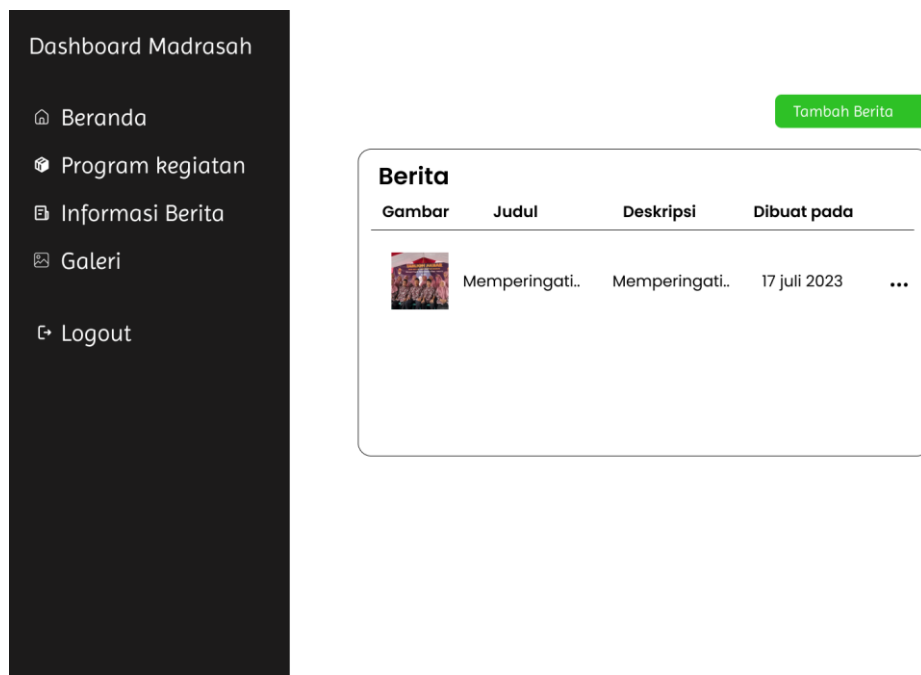 Dashboard Madrasah
Beranda
Program kegiatan
Informasi Berita
Galeri
Logout
Tambah Berita
Berita
Gambar Judul Deskripsi Dibuat pada
Memperingati.. Memperingati.. 17 juli 2023 ...